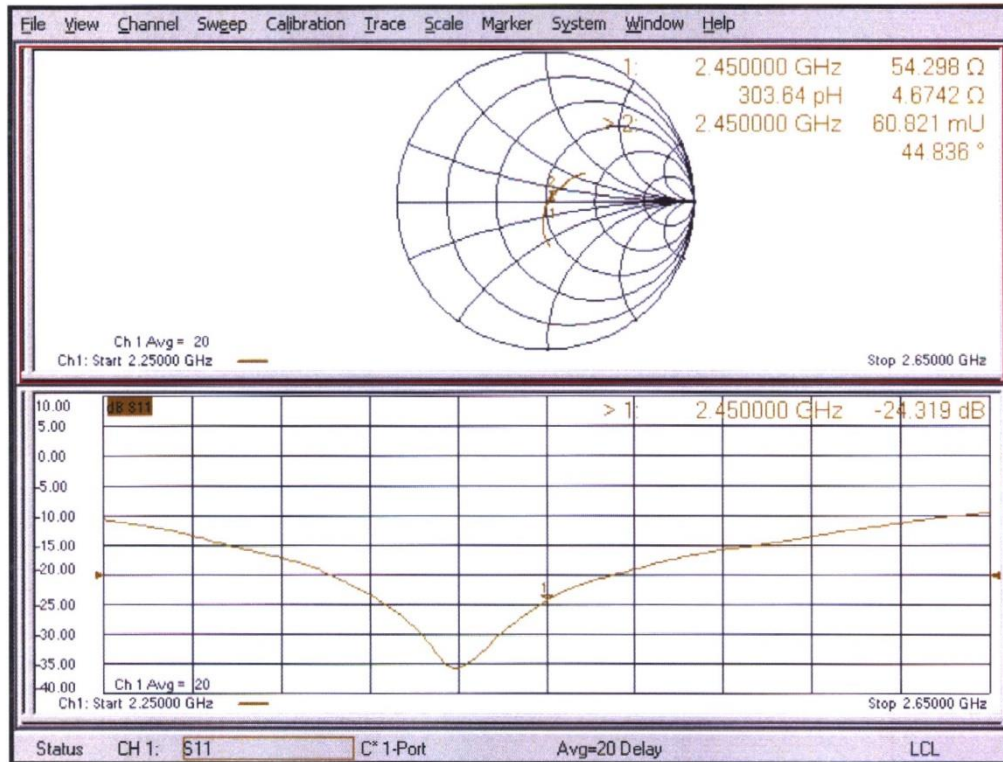 File View Channel Sweep Calibration Trace Scale Marker System Window Help
1: 2.450000 GHz 54.298 Ω
303.64 pH 4.6742 Ω
> 2: 2.450000 GHz 60.821 mU
44.836 °
2
1
Ch 1 Avg = 20
Ch1: Start 2.25000 GHz Stop 2.65000 GHz
10.00 dB S11 > 1: 2.450000 GHz -24.319 dB
5.00
0.00
-5.00
-10.00
-15.00
-20.00
-25.00 1
-30.00
-35.00
-40.00 Ch 1 Avg = 20
Ch1: Start 2.25000 GHz Stop 2.65000 GHz
Status CH 1: S11 C* 1-Port Avg=20 Delay LCL